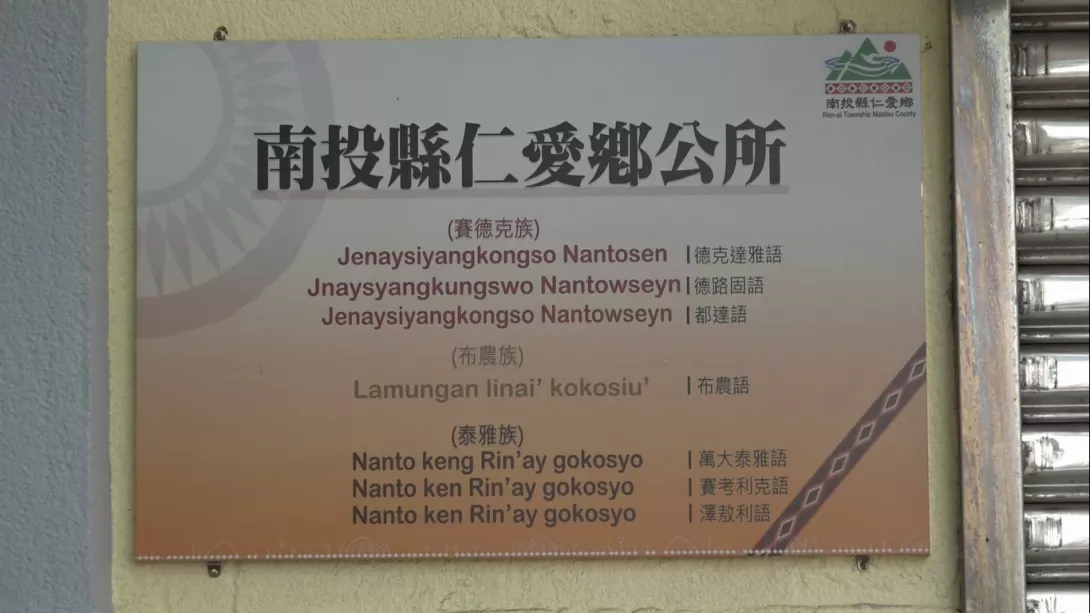 南投縣仁愛鄉
Ren-ai Township Nantou County
南投縣仁愛鄉公所
(賽德克族)
Jenaysiyangkongso Nantosen | 德克達雅語
Jnaysyangkungswo Nantowseyn | 德路固語
Jenaysiyangkongso Nantowseyn | 都達語
(布農族)
Lamungan linai’ kokosiu’ | 布農語
(泰雅族)
Nanto keng Rin’ay gokosyo | 萬大泰雅語
Nanto ken Rin’ay gokosyo | 賽考利克語
Nanto ken Rin’ay gokosyo | 澤敖利語